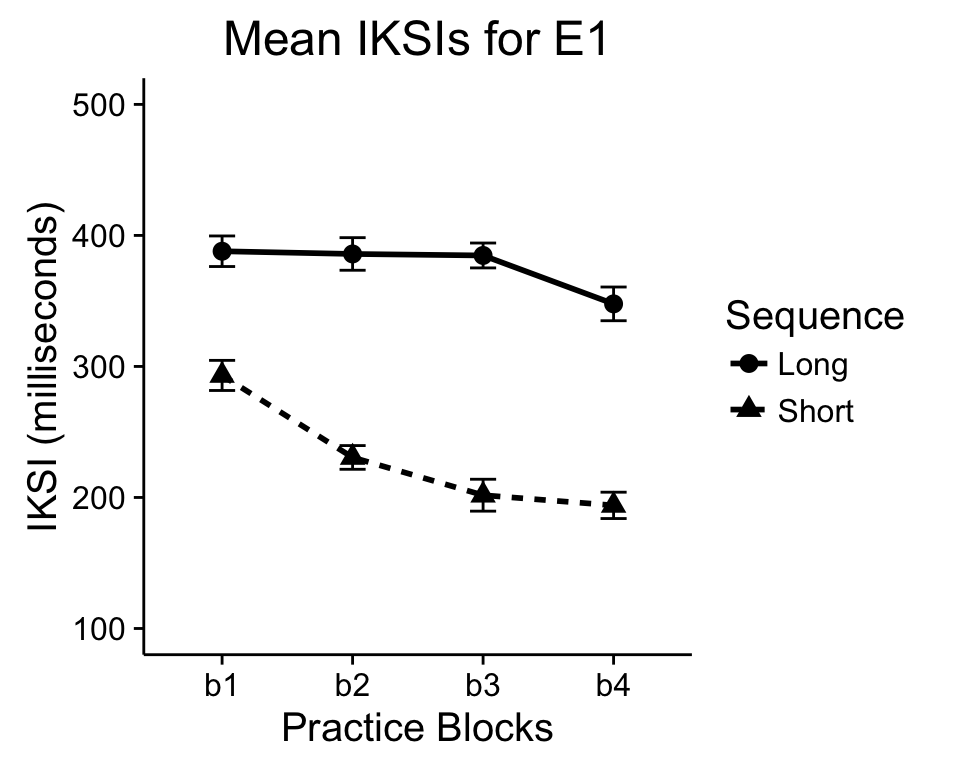 Mean IKSIs for E1
IKSI (milliseconds)
500
400
300
200
100
b1 b2 b3 b4
Practice Blocks
Sequence
Long
Short